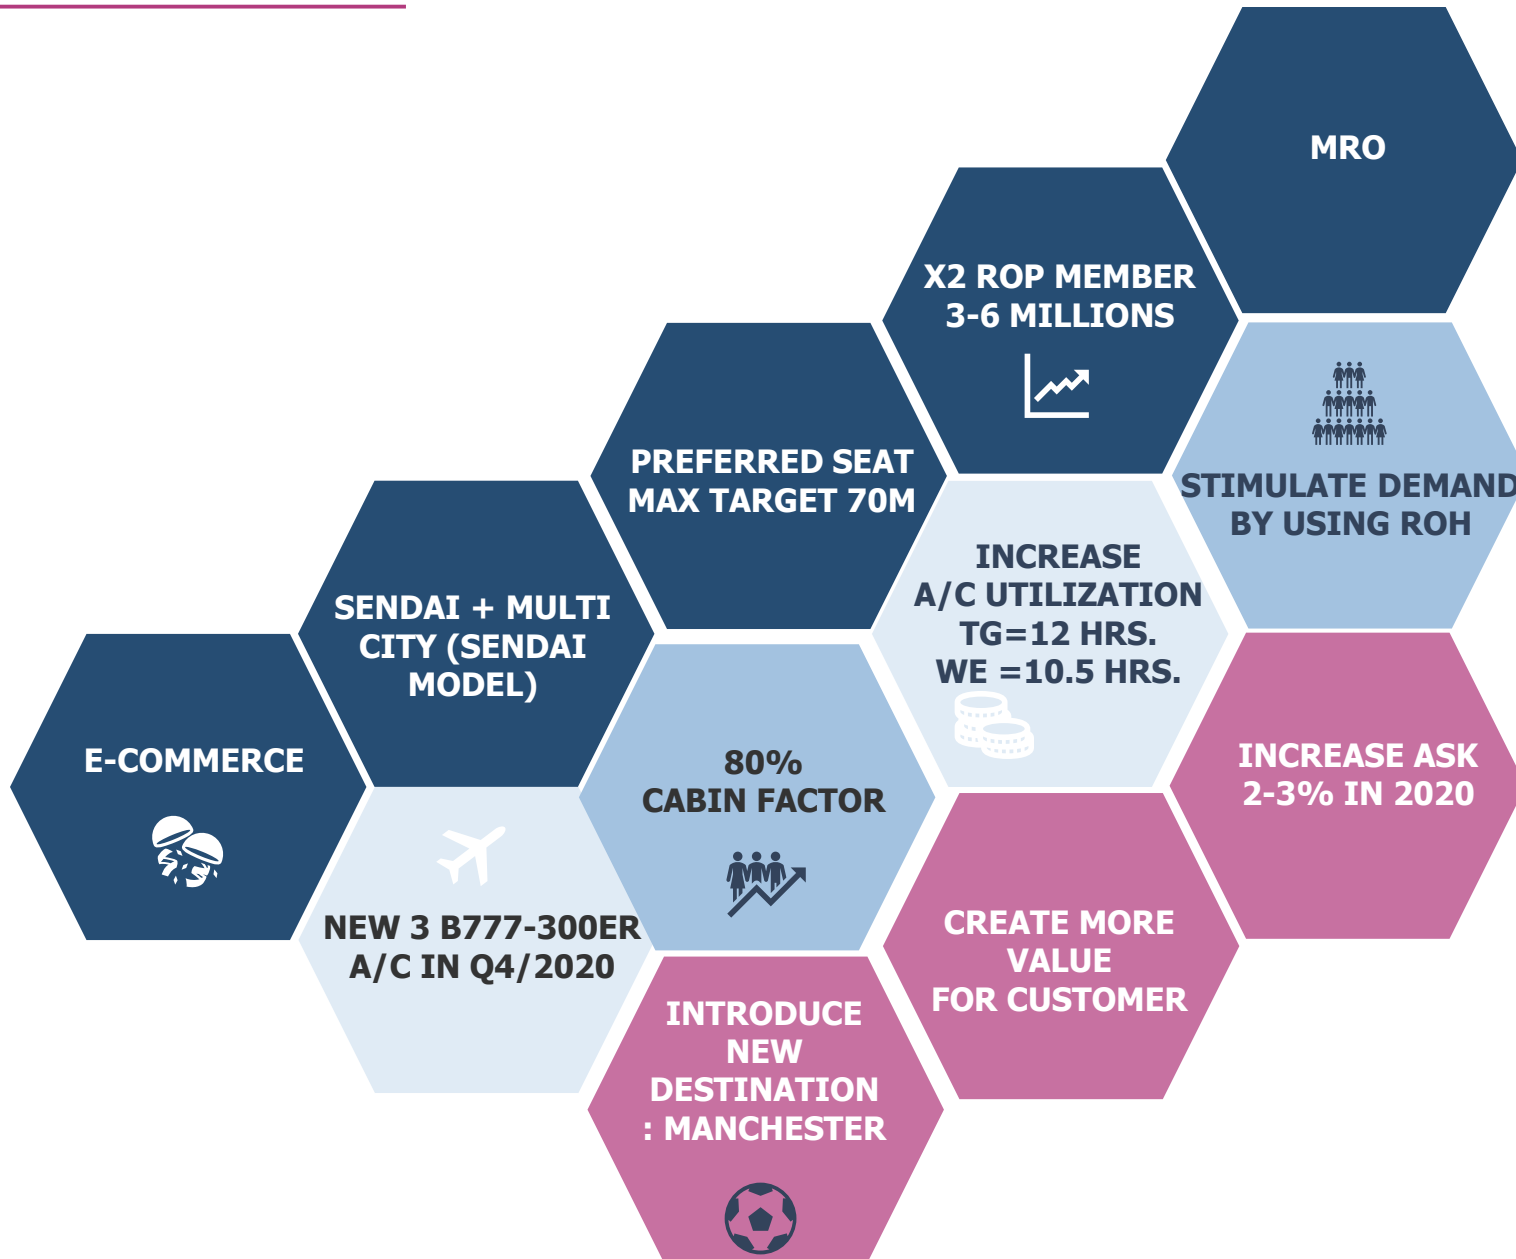 MRO
X2 ROP MEMBER
3-6 MILLIONS
PREFERRED SEAT
MAX TARGET 70M
STIMULATE DEMAND
BY USING ROH
SENDAI + MULTI
CITY (SENDAI
MODEL)
INCREASE
A/C UTILIZATION
TG=12 HRS.
WE =10.5 HRS.
E-COMMERCE
80%
CABIN FACTOR
INCREASE ASK
2-3% IN 2020
NEW 3 B777-300ER
A/C IN Q4/2020
CREATE MORE
VALUE
FOR CUSTOMER
INTRODUCE
NEW
DESTINATION
: MANCHESTER